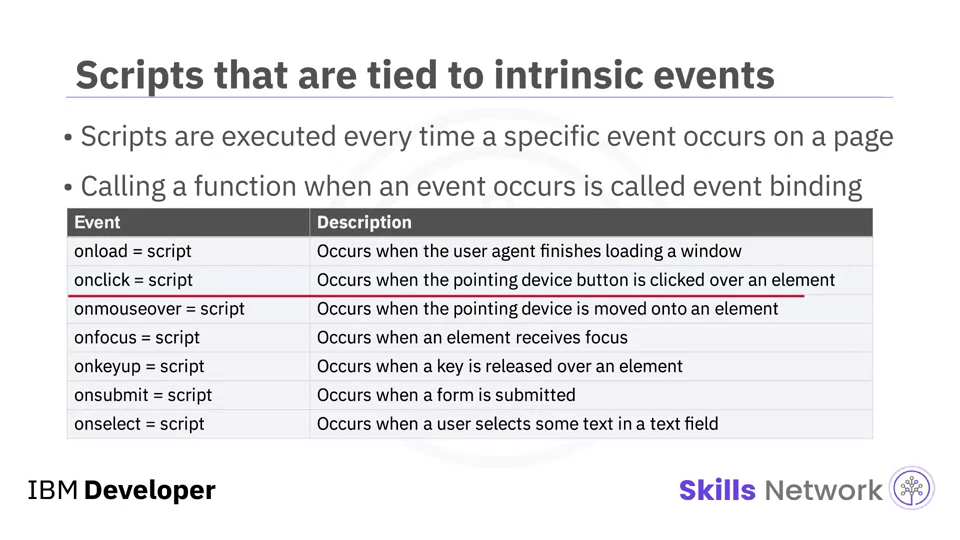 Scripts that are tied to intrinsic events
• Scripts are executed every time a specific event occurs on a page
• Calling a function when an event occurs is called event binding
Event Description
onload = script Occurs when the user agent finishes loading a window
onclick = script Occurs when the pointing device button is clicked over an element
onmouseover = script Occurs when the pointing device is moved onto an element
onfocus = script Occurs when an element receives focus
onkeyup = script Occurs when a key is released over an element
onsubmit = script Occurs when a form is submitted
onselect = script Occurs when a user selects some text in a text field
IBM Developer
Skills Network